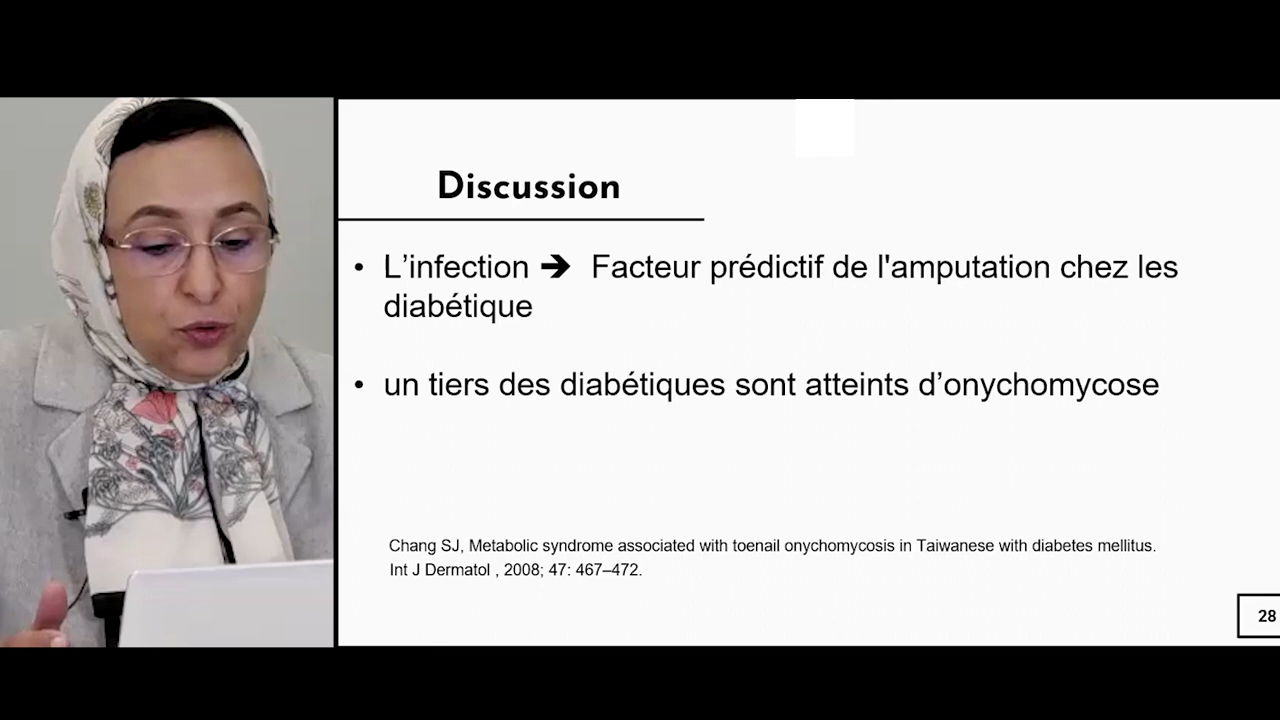 Discussion
• L’infection ➔ Facteur prédictif de l'amputation chez les
diabétique
• un tiers des diabétiques sont atteints d’onychomycose
Chang SJ, Metabolic syndrome associated with toenail onychomycosis in Taiwanese with diabetes mellitus.
Int J Dermatol , 2008; 47: 467–472.
28